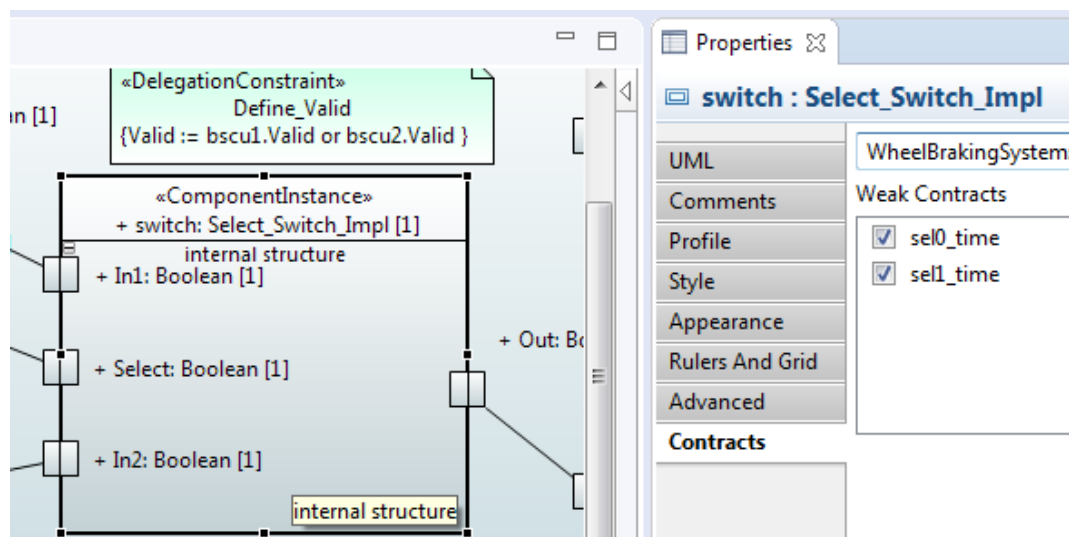 «DelegationConstraint»
Define_Valid
{Valid := bscu1.Valid or bscu2.Valid }
[1]
«ComponentInstance»
+ switch: Select_Switch_Impl [1]
internal structure
+ In1: Boolean [1]
+ Select: Boolean [1]
+ In2: Boolean [1]
internal structure
+ Out:
Properties
switch : Select_Switch_Impl
UML
Comments
Profile
Style
Appearance
Rulers And Grid
Advanced
Contracts
WheelBrakingSystem
Weak Contracts
sel0_time
sel1_time